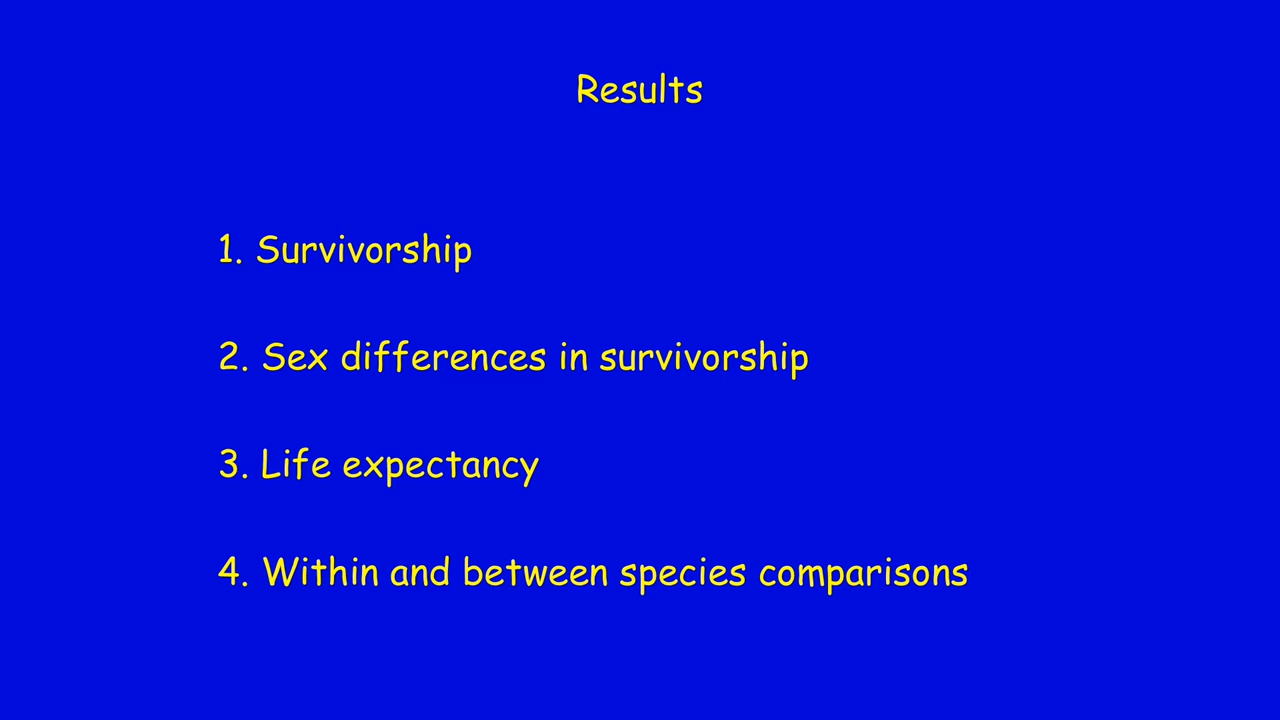 Results
1. Survivorship
2. Sex differences in survivorship
3. Life expectancy
4. Within and between species comparisons